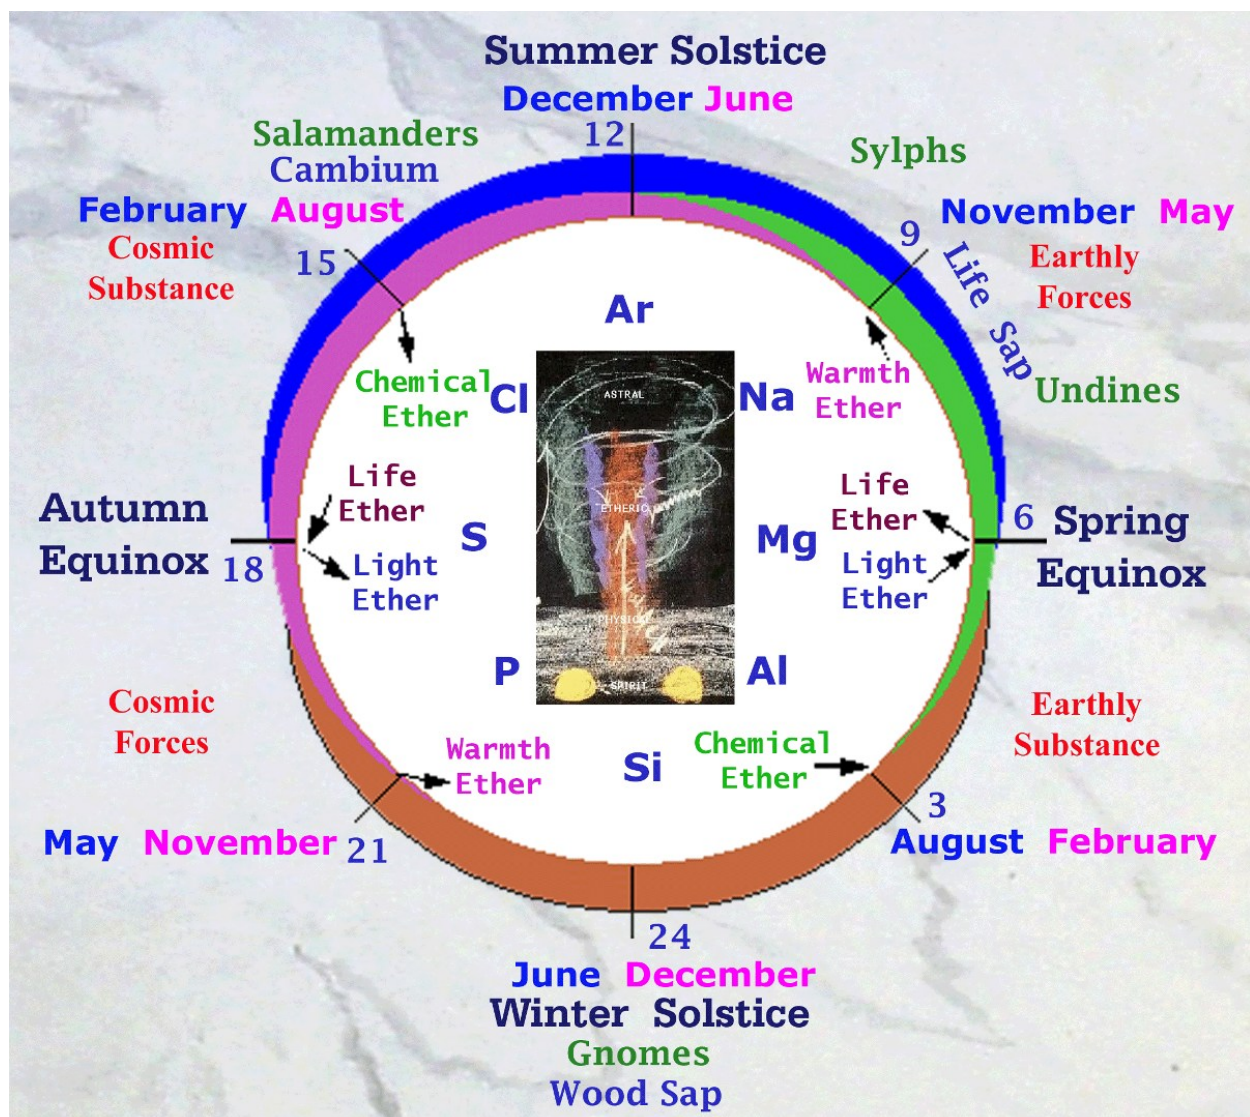 Summer Solstice
December June
12
Salamanders
Cambium
February August
Cosmic
Substance
15
Sylphs
November May
9
Life Sap
Earthly
Forces
Undines
Ar
Chemical
Ether
Cl
Na
Warmth
Ether
ASTRAL
ETHERIC
PHYSICAL
SPIRIT
Autumn
Equinox
18
Life
Ether
Light
Ether
S
Mg
Life
Ether
Light
Ether
6
Spring
Equinox
P
Al
Cosmic
Forces
Warmth
Ether
Si
Chemical
Ether
Earthly
Substance
May November
21
3
August February
24
June December
Winter Solstice
Gnomes
Wood Sap